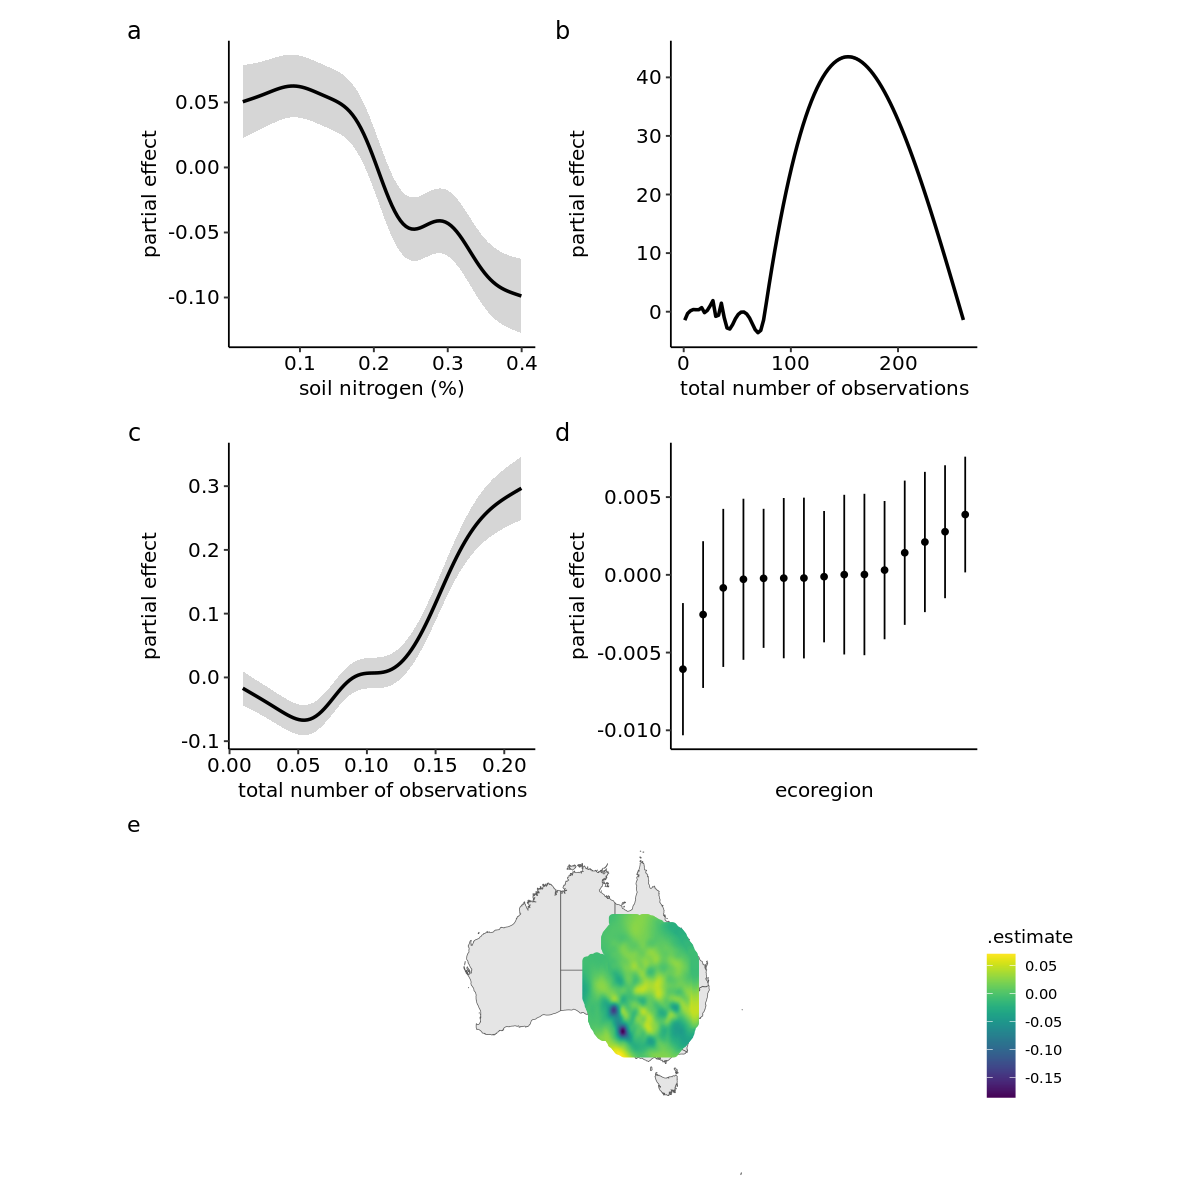 a
partial effect
0.05
0.00
-0.05
-0.10
0.1 0.2 0.3 0.4
soil nitrogen (%)
b
partial effect
40
30
20
10
0
0 100 200
total number of observations
c
partial effect
0.3
0.2
0.1
0.0
-0.1
0.00 0.05 0.10 0.15 0.20
total number of observations
d
partial effect
0.005
0.000
-0.005
-0.010
ecoregion
e
.estimate
0.05
0.00
-0.05
-0.10
-0.15